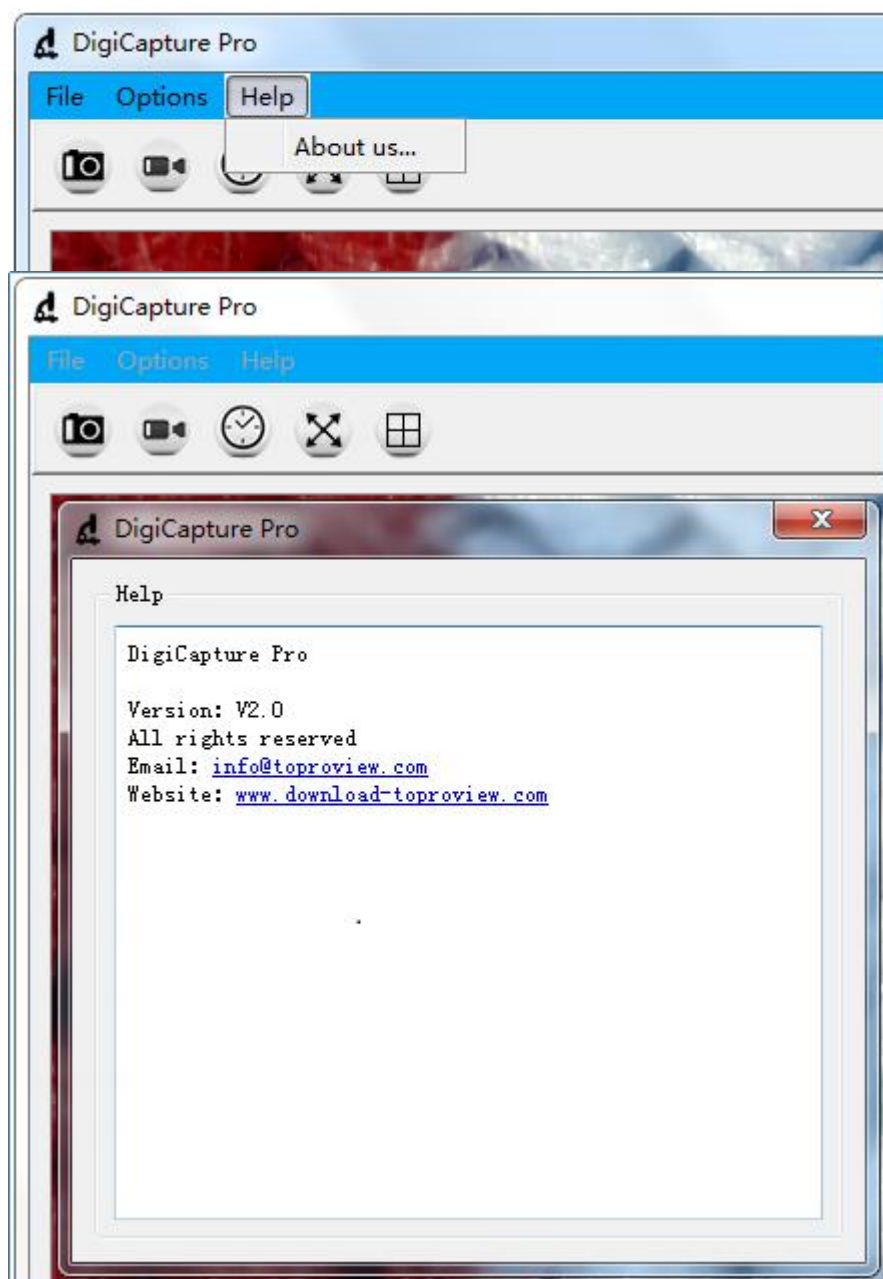 DigiCapture Pro
File Options Help
About us...
DigiCapture Pro
File Options Help
DigiCapture Pro
Help
DigiCapture Pro
Version: V2.0
All rights reserved
Email: info@toproview.com
Website: www.download-toproview.com